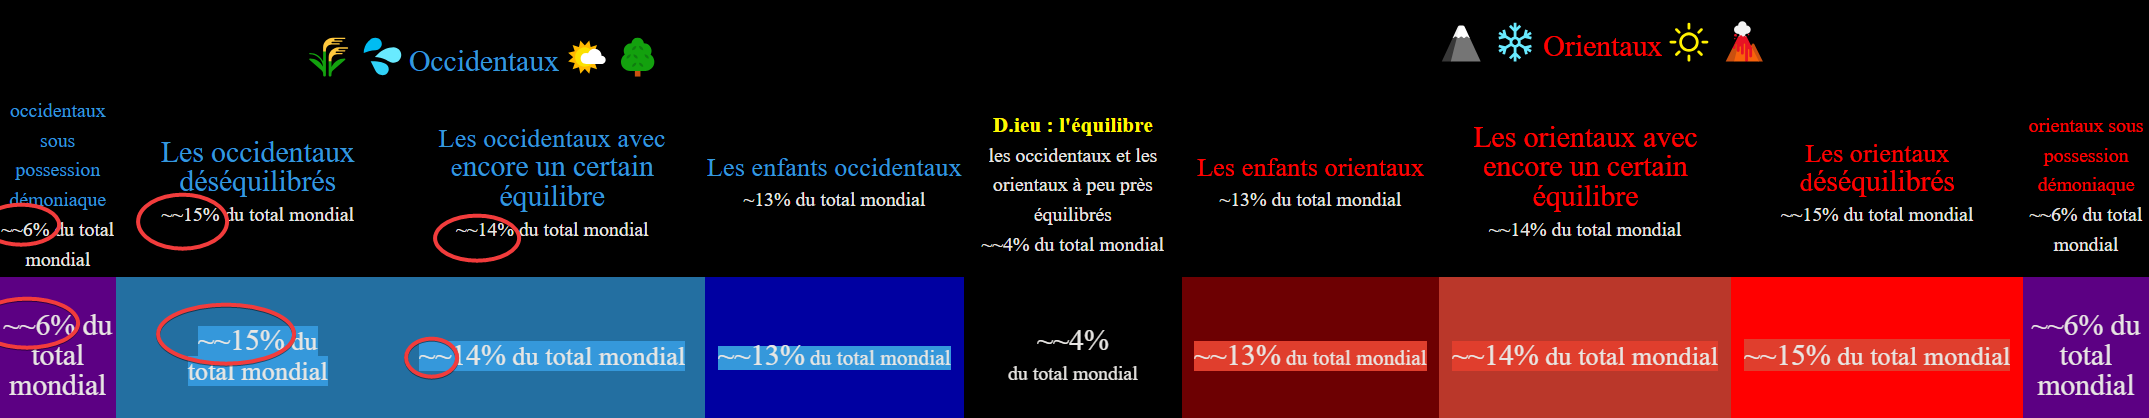 Occidentaux
Orientaux
occidentaux
sous
possession
démoniaque
~~6% du total
mondial
Les occidentaux
déséquilibrés
~~15% du total mondial
Les occidentaux avec
encore un certain
équilibre
~~14% du total mondial
Les enfants occidentaux
~13% du total mondial
D.ieu : l'équilibre
les occidentaux et les
orientaux à peu près
équilibrés
~~4% du total mondial
Les enfants orientaux
~13% du total mondial
Les orientaux avec
encore un certain
équilibre
~~14% du total mondial
Les orientaux
déséquilibrés
~~15% du total mondial
orientaux sous
possession
démoniaque
~~6% du total
mondial
~~6% du
total
mondial
~~15% du
total mondial
~~14% du total mondial
~~13% du total mondial
~~4%
du total mondial
~~13% du total mondial
~~14% du total mondial
~~15% du total mondial
~~6% du
total
mondial